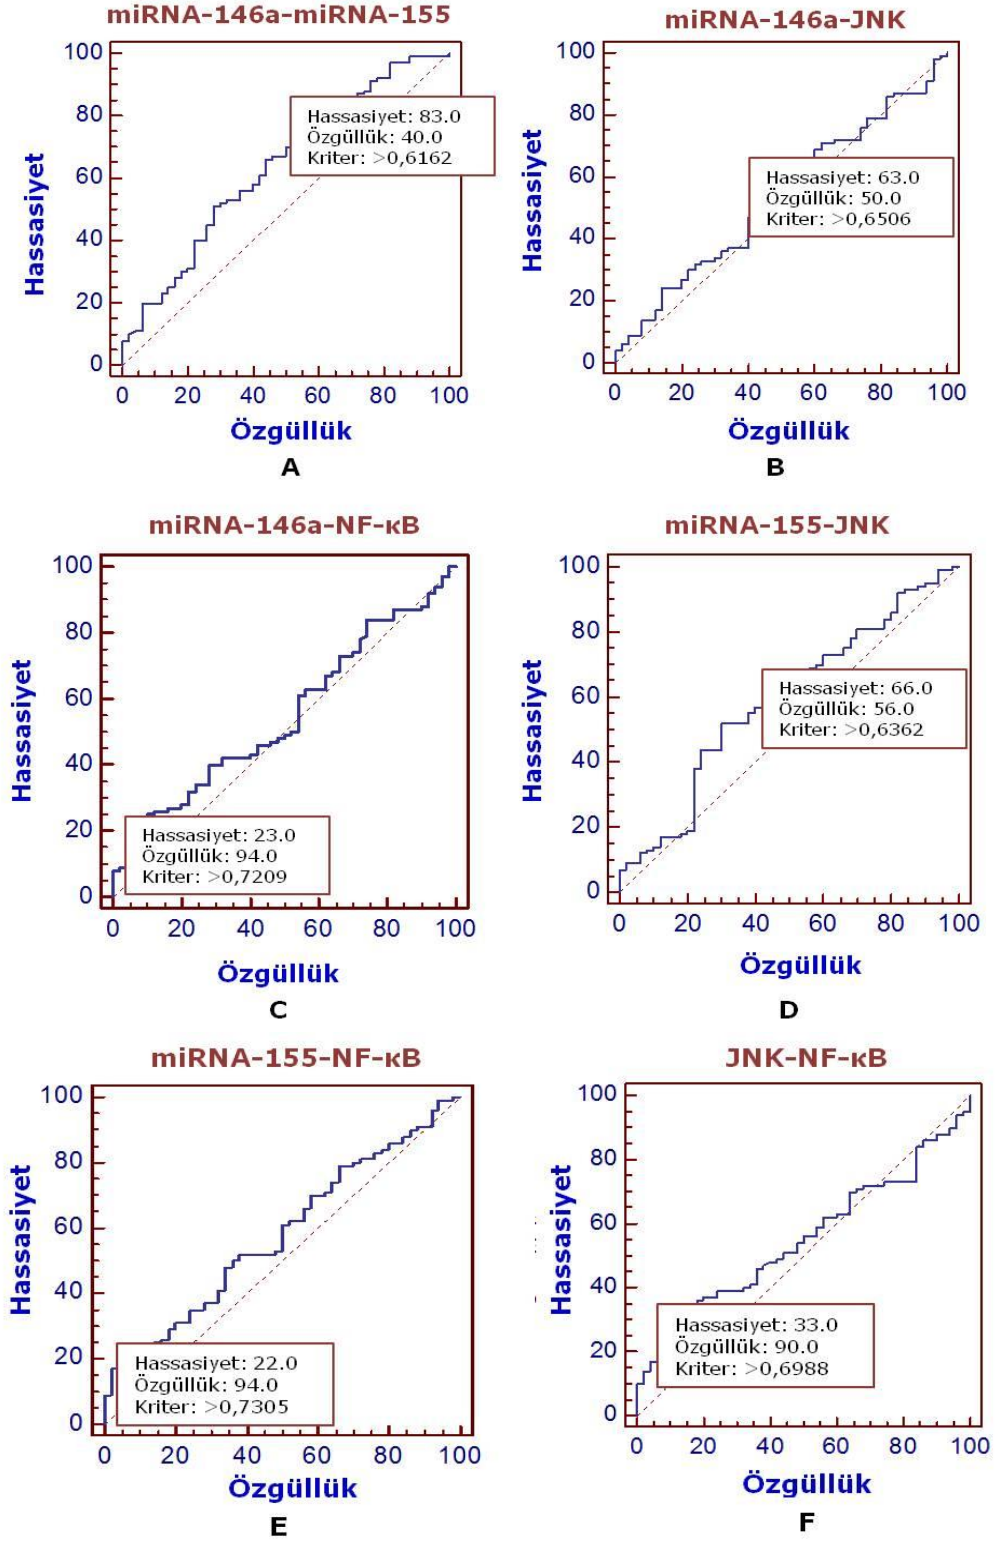 miRNA-146a-miRNA-155
100
80
60
40
20
0
Hassasiyet
Hassasiyet: 83.0
Özgüllük: 40.0
Kriter: >0,6162
0 20 40 60 80 100
Özgüllük
A
miRNA-146a-JNK
100
80
60
40
20
0
Hassasiyet
Hassasiyet: 63.0
Özgüllük: 50.0
Kriter: >0,6506
0 20 40 60 80 100
Özgüllük
B
miRNA-146a-NF-κB
100
80
60
40
20
0
Hassasiyet
Hassasiyet: 23.0
Özgüllük: 94.0
Kriter: >0,7209
0 20 40 60 80 100
Özgüllük
C
miRNA-155-JNK
100
80
60
40
20
0
Hassasiyet
Hassasiyet: 66.0
Özgüllük: 56.0
Kriter: >0,6362
0 20 40 60 80 100
Özgüllük
D
miRNA-155-NF-κB
100
80
60
40
20
0
Hassasiyet
Hassasiyet: 22.0
Özgüllük: 94.0
Kriter: >0,7305
0 20 40 60 80 100
Özgüllük
E
JNK-NF-κB
100
80
60
40
20
0
Hassasiyet
Hassasiyet: 33.0
Özgüllük: 90.0
Kriter: >0,6988
0 20 40 60 80 100
Özgüllük
F